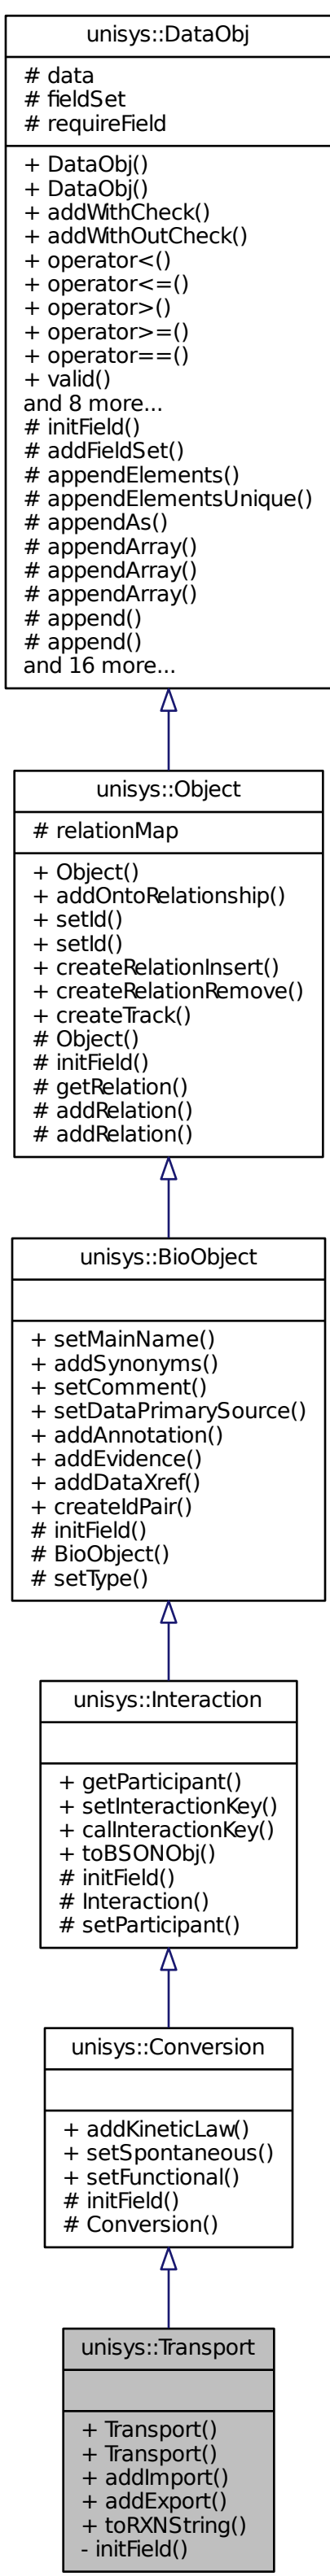 unisys::DataObj
# data
# fieldSet
# requireField
+ DataObj()
+ DataObj()
+ addWithCheck()
+ addWithOutCheck()
+ operator<()
+ operator<=()
+ operator>()
+ operator>=()
+ operator==()
+ valid()
and 8 more...
# initField()
# addFieldSet()
# appendElements()
# appendElementsUnique()
# appendAs()
# appendArray()
# appendArray()
# appendArray()
# append()
# append()
and 16 more...
unisys::Object
# relationMap
+ Object()
+ addOntoRelationship()
+ setId()
+ setId()
+ createRelationInsert()
+ createRelationRemove()
+ createTrack()
# Object()
# initField()
# getRelation()
# addRelation()
# addRelation()
unisys::BioObject
+ setMainName()
+ addSynonyms()
+ setComment()
+ setDataPrimarySource()
+ addAnnotation()
+ addEvidence()
+ addDataXref()
+ createIdPair()
# initField()
# BioObject()
# setType()
unisys::Interaction
+ getParticipant()
+ setInteractionKey()
+ calInteractionKey()
+ toBSONObj()
# initField()
# Interaction()
# setParticipant()
unisys::Conversion
+ addKineticLaw()
+ setSpontaneous()
+ setFunctional()
# initField()
# Conversion()
unisys::Transport
+ Transport()
+ Transport()
+ addImport()
+ addExport()
+ toRXNString()
- initField()